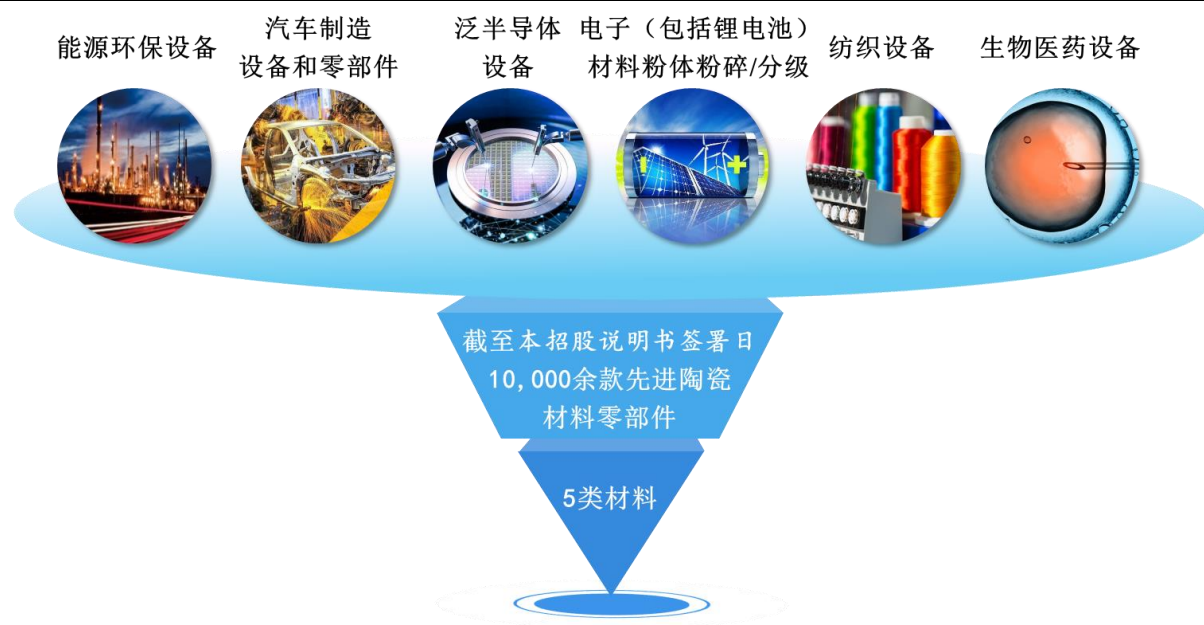 能源环保设备
汽车制造
设备和零部件
泛半导体
设备
电子（包括锂电池）
材料粉体粉碎/分级
纺织设备
生物医药设备
截至本招股说明书签署日
10,000余款先进陶瓷
材料零部件
5类材料